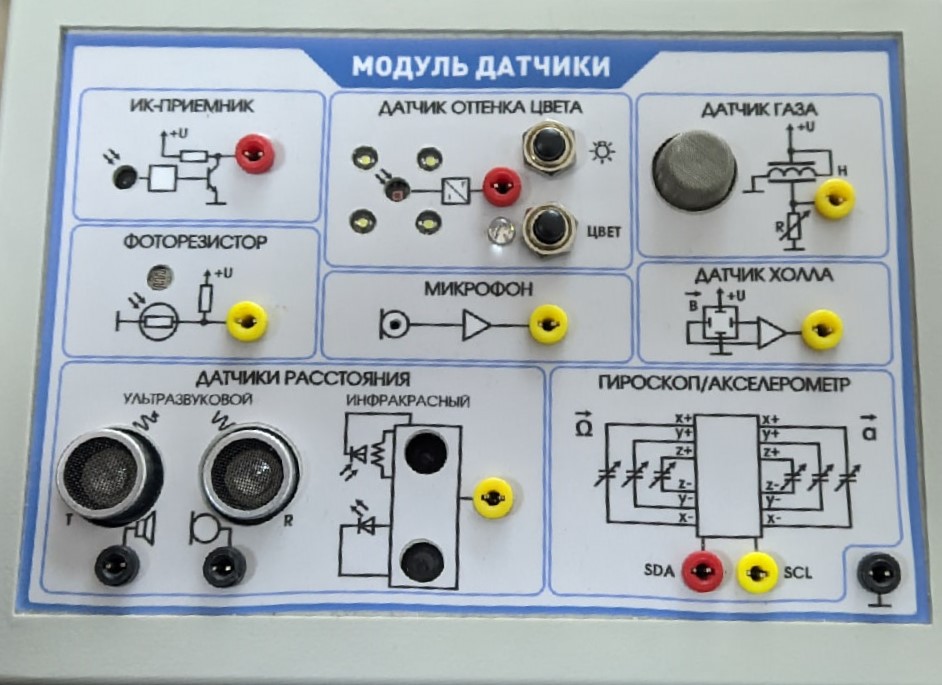 МОДУЛЬ ДАТЧИКИ
ИК-ПРИЕМНИК
+U
ДАТЧИК ОТТЕНКА ЦВЕТА
ЦВЕТ
ДАТЧИК ГАЗА
+U
H
R
ФОТОРЕЗИСТОР
+U
МИКРОФОН
ДАТЧИК ХОЛЛА
B
+U
ДАТЧИКИ РАССТОЯНИЯ
УЛЬТРАЗВУКОВОЙ
ИНФРАКРАСНЫЙ
T
R
ГИРОСКОП/АКСЕЛЕРОМЕТР
Ω
x+ x+
y+ y+
z+ z+
z- z-
y- y-
x- x-
a
SDA
SCL